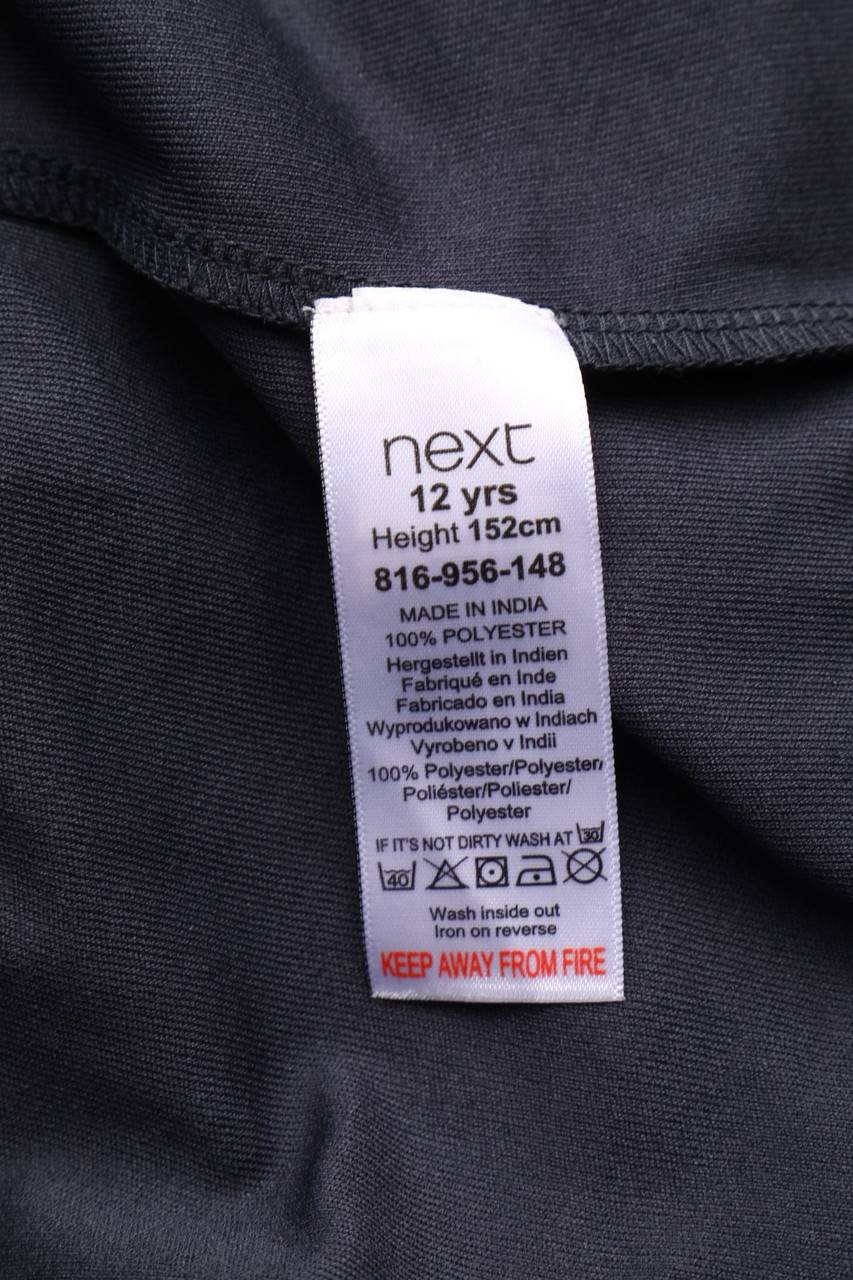 next
12 yrs
Height 152cm
816-956-148
MADE IN INDIA
100% POLYESTER
Hergestellt in Indien
Fabriqué en Inde
Fabricado en India
Wyprodukowano w Indiach
Vyrobeno v Indii
100% Polyester/Polyester/
Poliéster/Poliester/
Polyester
IF IT'S NOT DIRTY WASH AT 30
40
Wash inside out
Iron on reverse
KEEP AWAY FROM FIRE